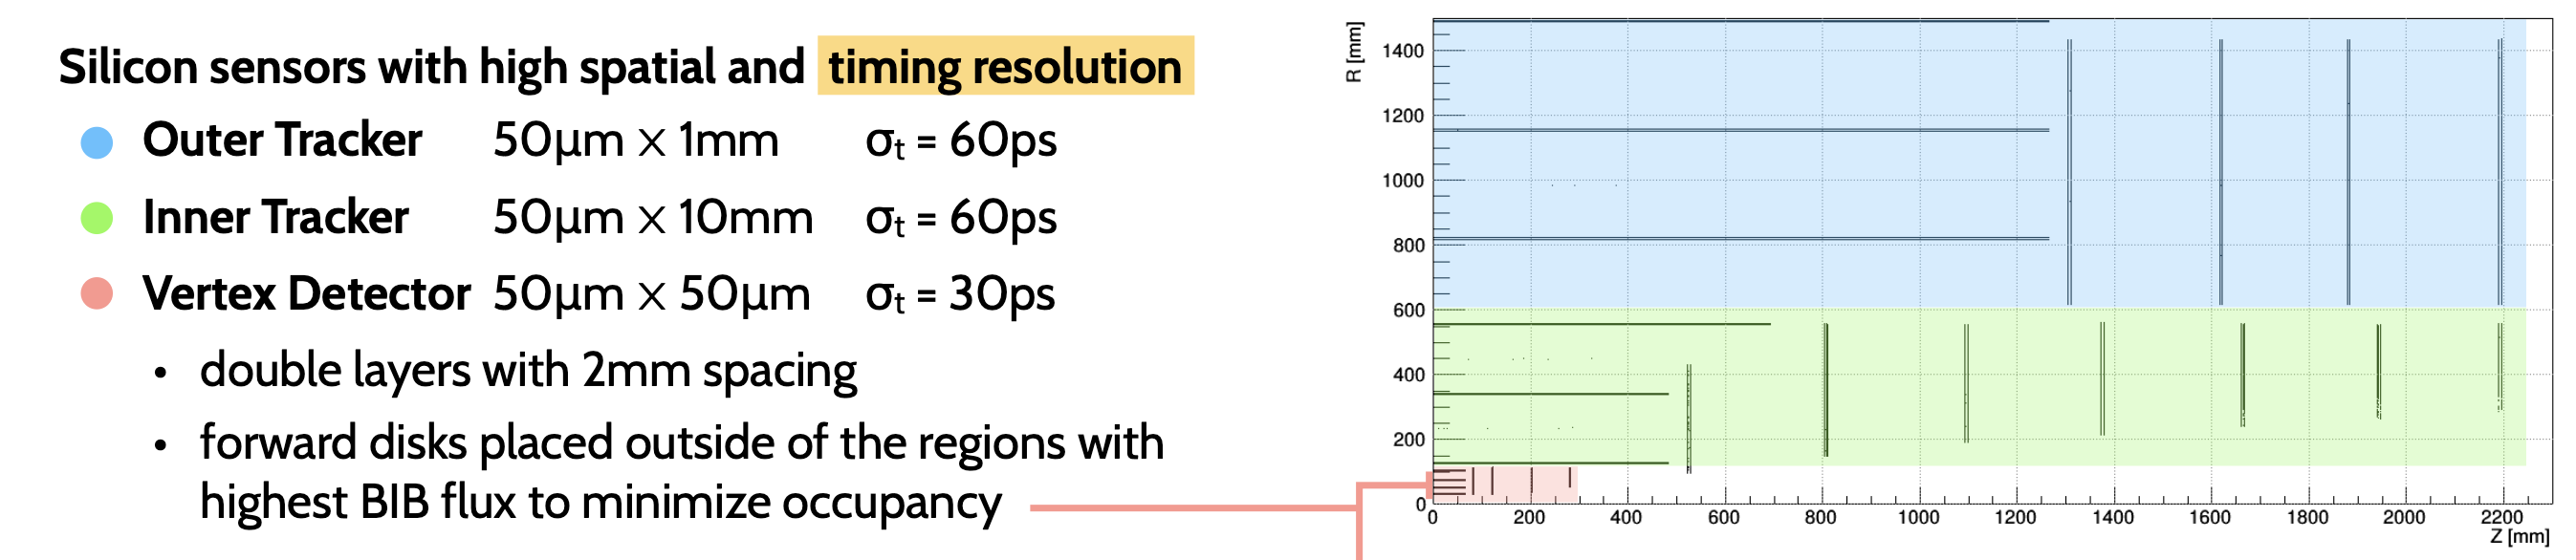 Silicon sensors with high spatial and timing resolution
Outer Tracker 50µm × 1mm σt = 60ps
Inner Tracker 50µm × 10mm σt = 60ps
Vertex Detector 50µm × 50µm σt = 30ps
• double layers with 2mm spacing
• forward disks placed outside of the regions with
highest BIB flux to minimize occupancy
R [mm]
1400
1200
1000
800
600
400
200
0
0 200 400 600 800 1000 1200 1400 1600 1800 2000 2200
Z [mm]